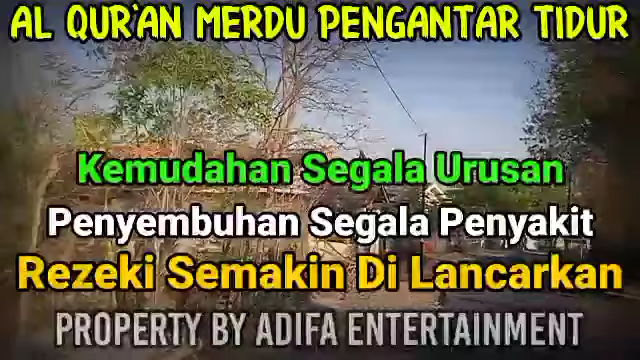 AL QUR`AN MERDU PENGANTAR TIDUR
Kemudahan Segala Urusan
Penyembuhan Segala Penyakit
Rezeki Semakin Di Lancarkan
PROPERTY BY ADIFA ENTERTAINMENT